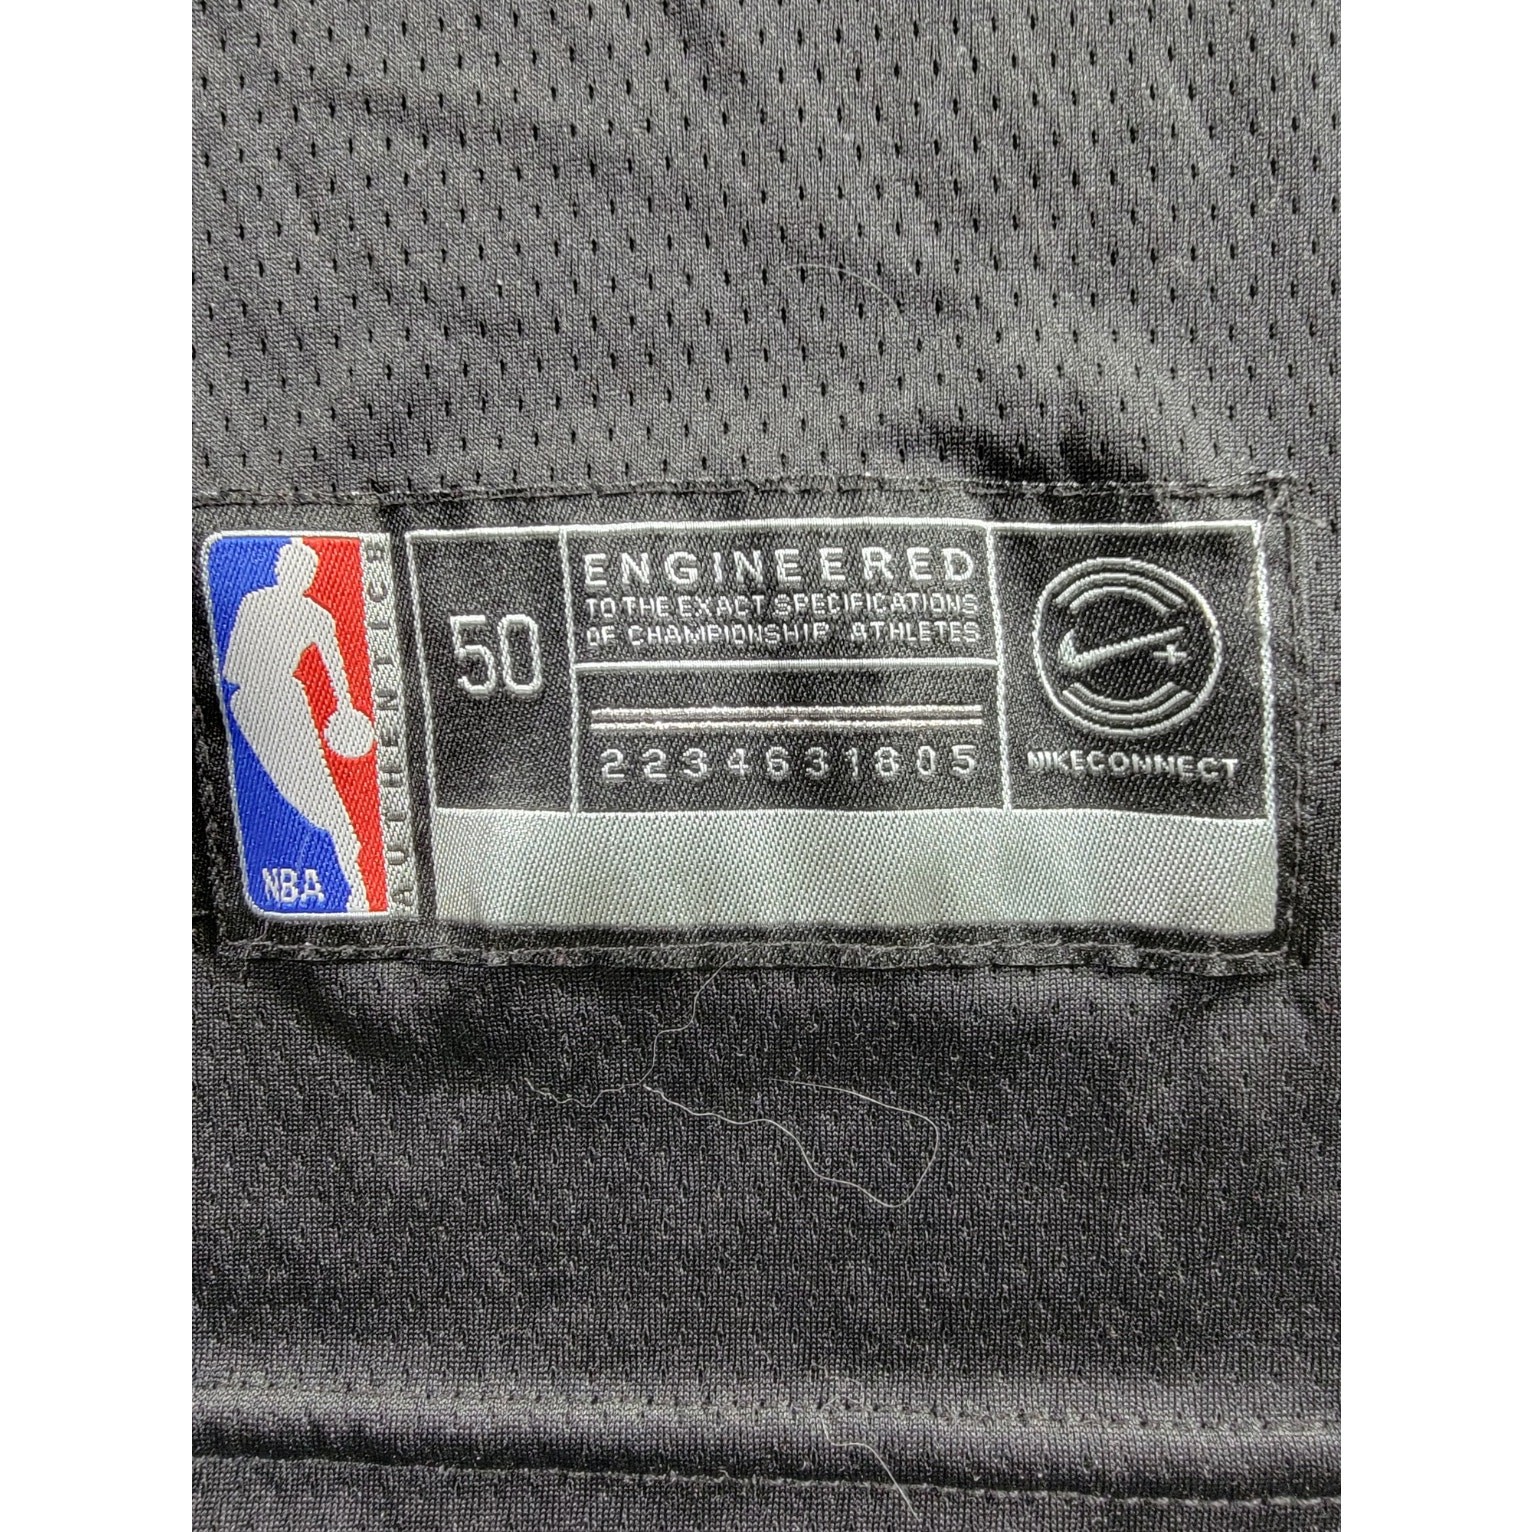 NBA
AUTHENTICS
50
ENGINEERED
TO THE EXACT SPECIFICATIONS
OF CHAMPIONSHIP ATHLETES
2234631805
NIKECONNECT